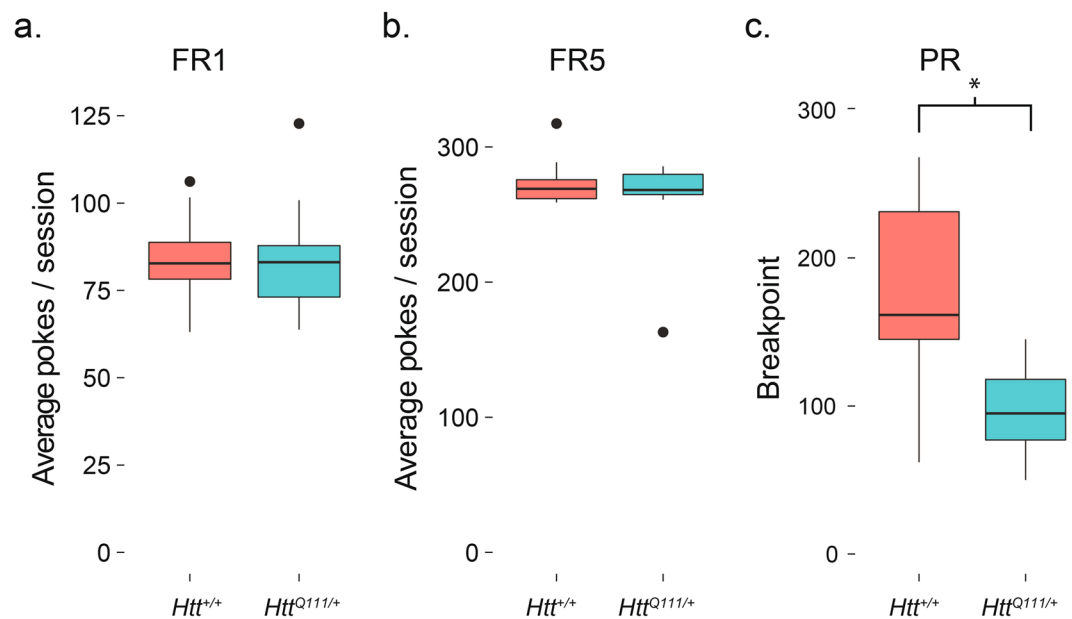 a.
FR1
Average pokes / session
125
100
75
50
25
0
Htt+/+
HttQ111/+
b.
FR5
Average pokes / session
300
200
100
0
Htt+/+
HttQ111/+
c.
PR
*
Breakpoint
300
200
100
0
Htt+/+
HttQ111/+